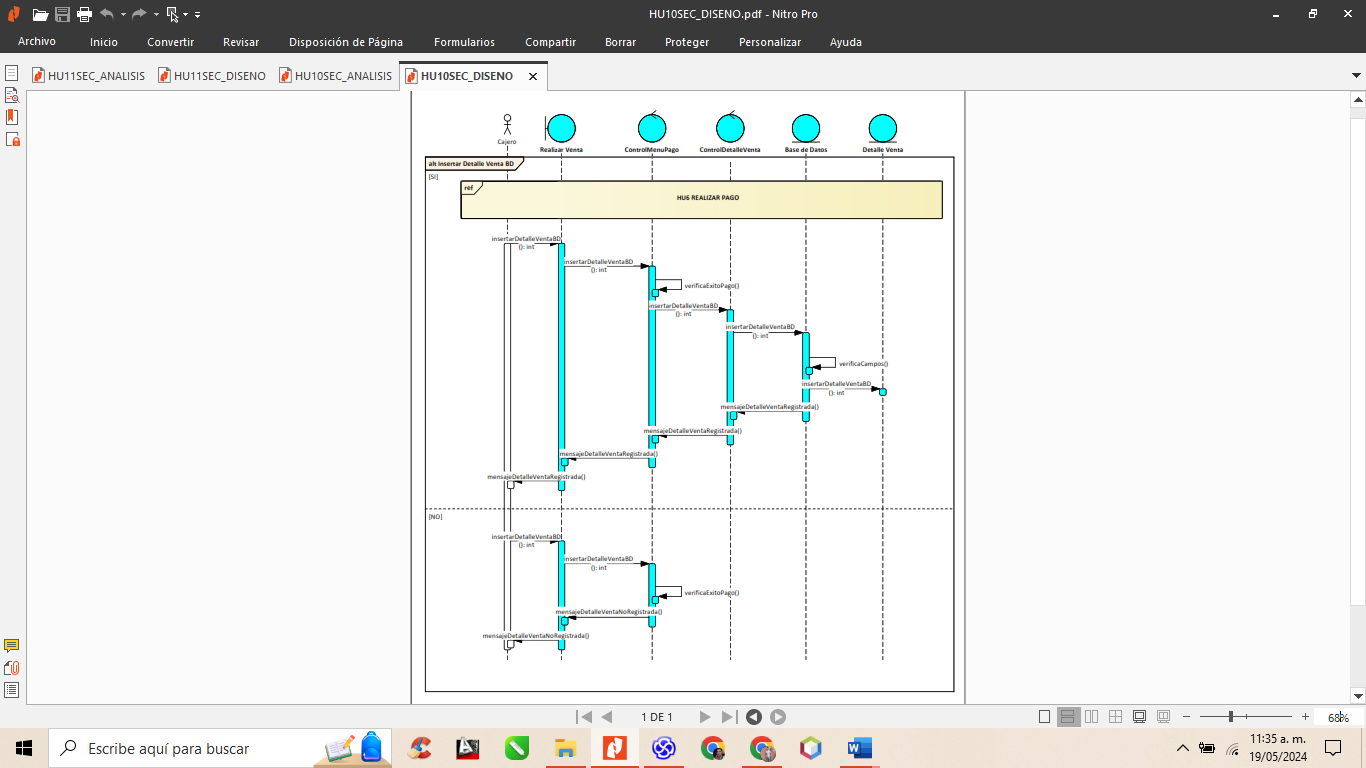 HU10SEC_DISENO.pdf - Nitro Pro
Archivo Inicio Convertir Revisar Disposición de Página Formularios Compartir Borrar Proteger Personalizar Ayuda
HU11SEC_ANALISIS HU11SEC_DISENO HU10SEC_ANALISIS HU10SEC_DISENO
Cajero Realizar Venta ControlMenuPago ControlDetalleVenta Base de Datos Detalle Venta
alt Insertar Detalle Venta BD
[SI]
ref
HU6 REALIZAR PAGO
insertarDetalleVentaBD
(): int
insertarDetalleVentaBD
(): int
verificaExitoPago()
insertarDetalleVentaBD
(): int
insertarDetalleVentaBD
(): int
verificaCampos()
insertarDetalleVentaBD
(): int
mensajeDetalleVentaRegistrada()
mensajeDetalleVentaRegistrada()
mensajeDetalleVentaRegistrada()
mensajeDetalleVentaRegistrada()
[NO]
insertarDetalleVentaBD
(): int
insertarDetalleVentaBD
(): int
verificaExitoPago()
mensajeDetalleVentaNoRegistrada()
mensajeDetalleVentaNoRegistrada()
1 DE 1
68%
Escribe aquí para buscar
11:35 a. m.
19/05/2024